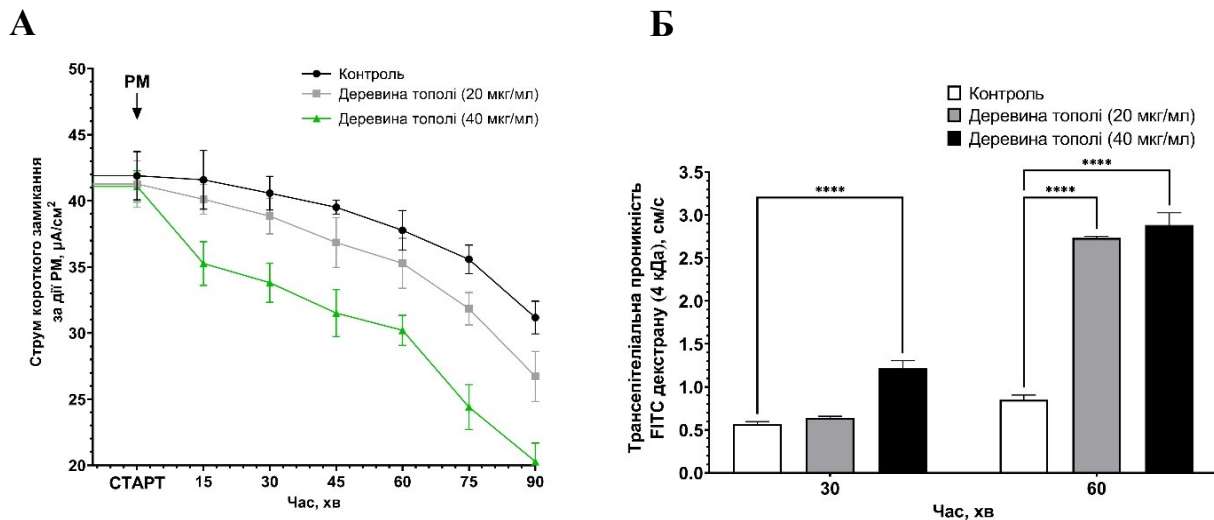 А
Струм короткого замикання
за дії РМ, µА/см²
50
45
40
35
30
25
20
РМ
Контроль
Деревина тополі (20 мкг/мл)
Деревина тополі (40 мкг/мл)
СТАРТ 15 30 45 60 75 90
Час, хв
Б
Контроль
Деревина тополі (20 мкг/мл)
Деревина тополі (40 мкг/мл)
Трансепітеліальна проникність
FITC декстрану (4 кДа), см/с
3.5
3.0
2.5
2.0
1.5
1.0
0.5
0.0
****
****
****
30 60
Час, хв